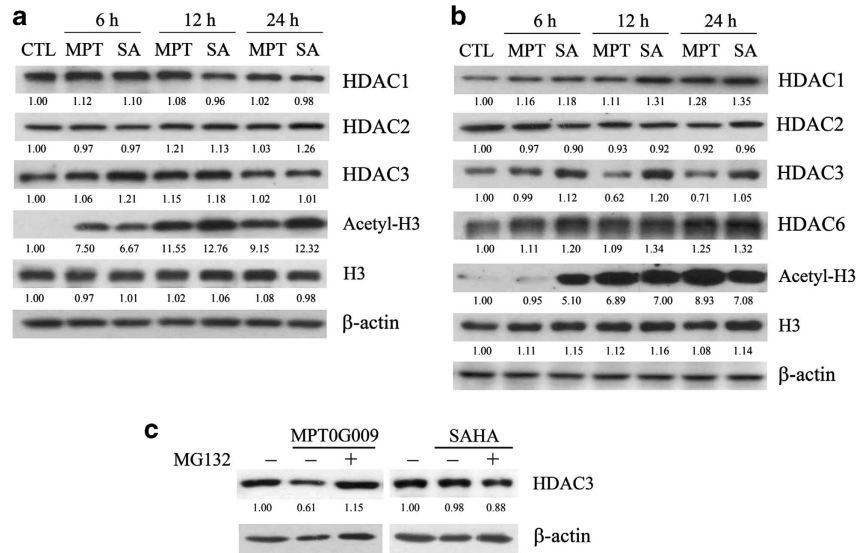 a
6 h 12 h 24 h
CTL MPT SA MPT SA MPT SA
HDAC1
1.00 1.12 1.10 1.08 0.96 1.02 0.98
HDAC2
1.00 0.97 0.97 1.21 1.13 1.03 1.26
HDAC3
1.00 1.06 1.21 1.15 1.18 1.02 1.01
Acetyl-H3
1.00 7.50 6.67 11.55 12.76 9.15 12.32
H3
1.00 0.97 1.01 1.02 1.06 1.08 0.98
β-actin
b
6 h 12 h 24 h
CTL MPT SA MPT SA MPT SA
HDAC1
1.00 1.16 1.18 1.11 1.31 1.28 1.35
HDAC2
1.00 0.97 0.90 0.93 0.92 0.92 0.96
HDAC3
1.00 0.99 1.12 0.62 1.20 0.71 1.05
HDAC6
1.00 1.11 1.20 1.09 1.34 1.25 1.32
Acetyl-H3
1.00 0.95 5.10 6.89 7.00 8.93 7.08
H3
1.00 1.11 1.15 1.12 1.16 1.08 1.14
β-actin
c
MPT0G009 SAHA
MG132 – – + – – +
HDAC3
1.00 0.61 1.15 1.00 0.98 0.88
β-actin